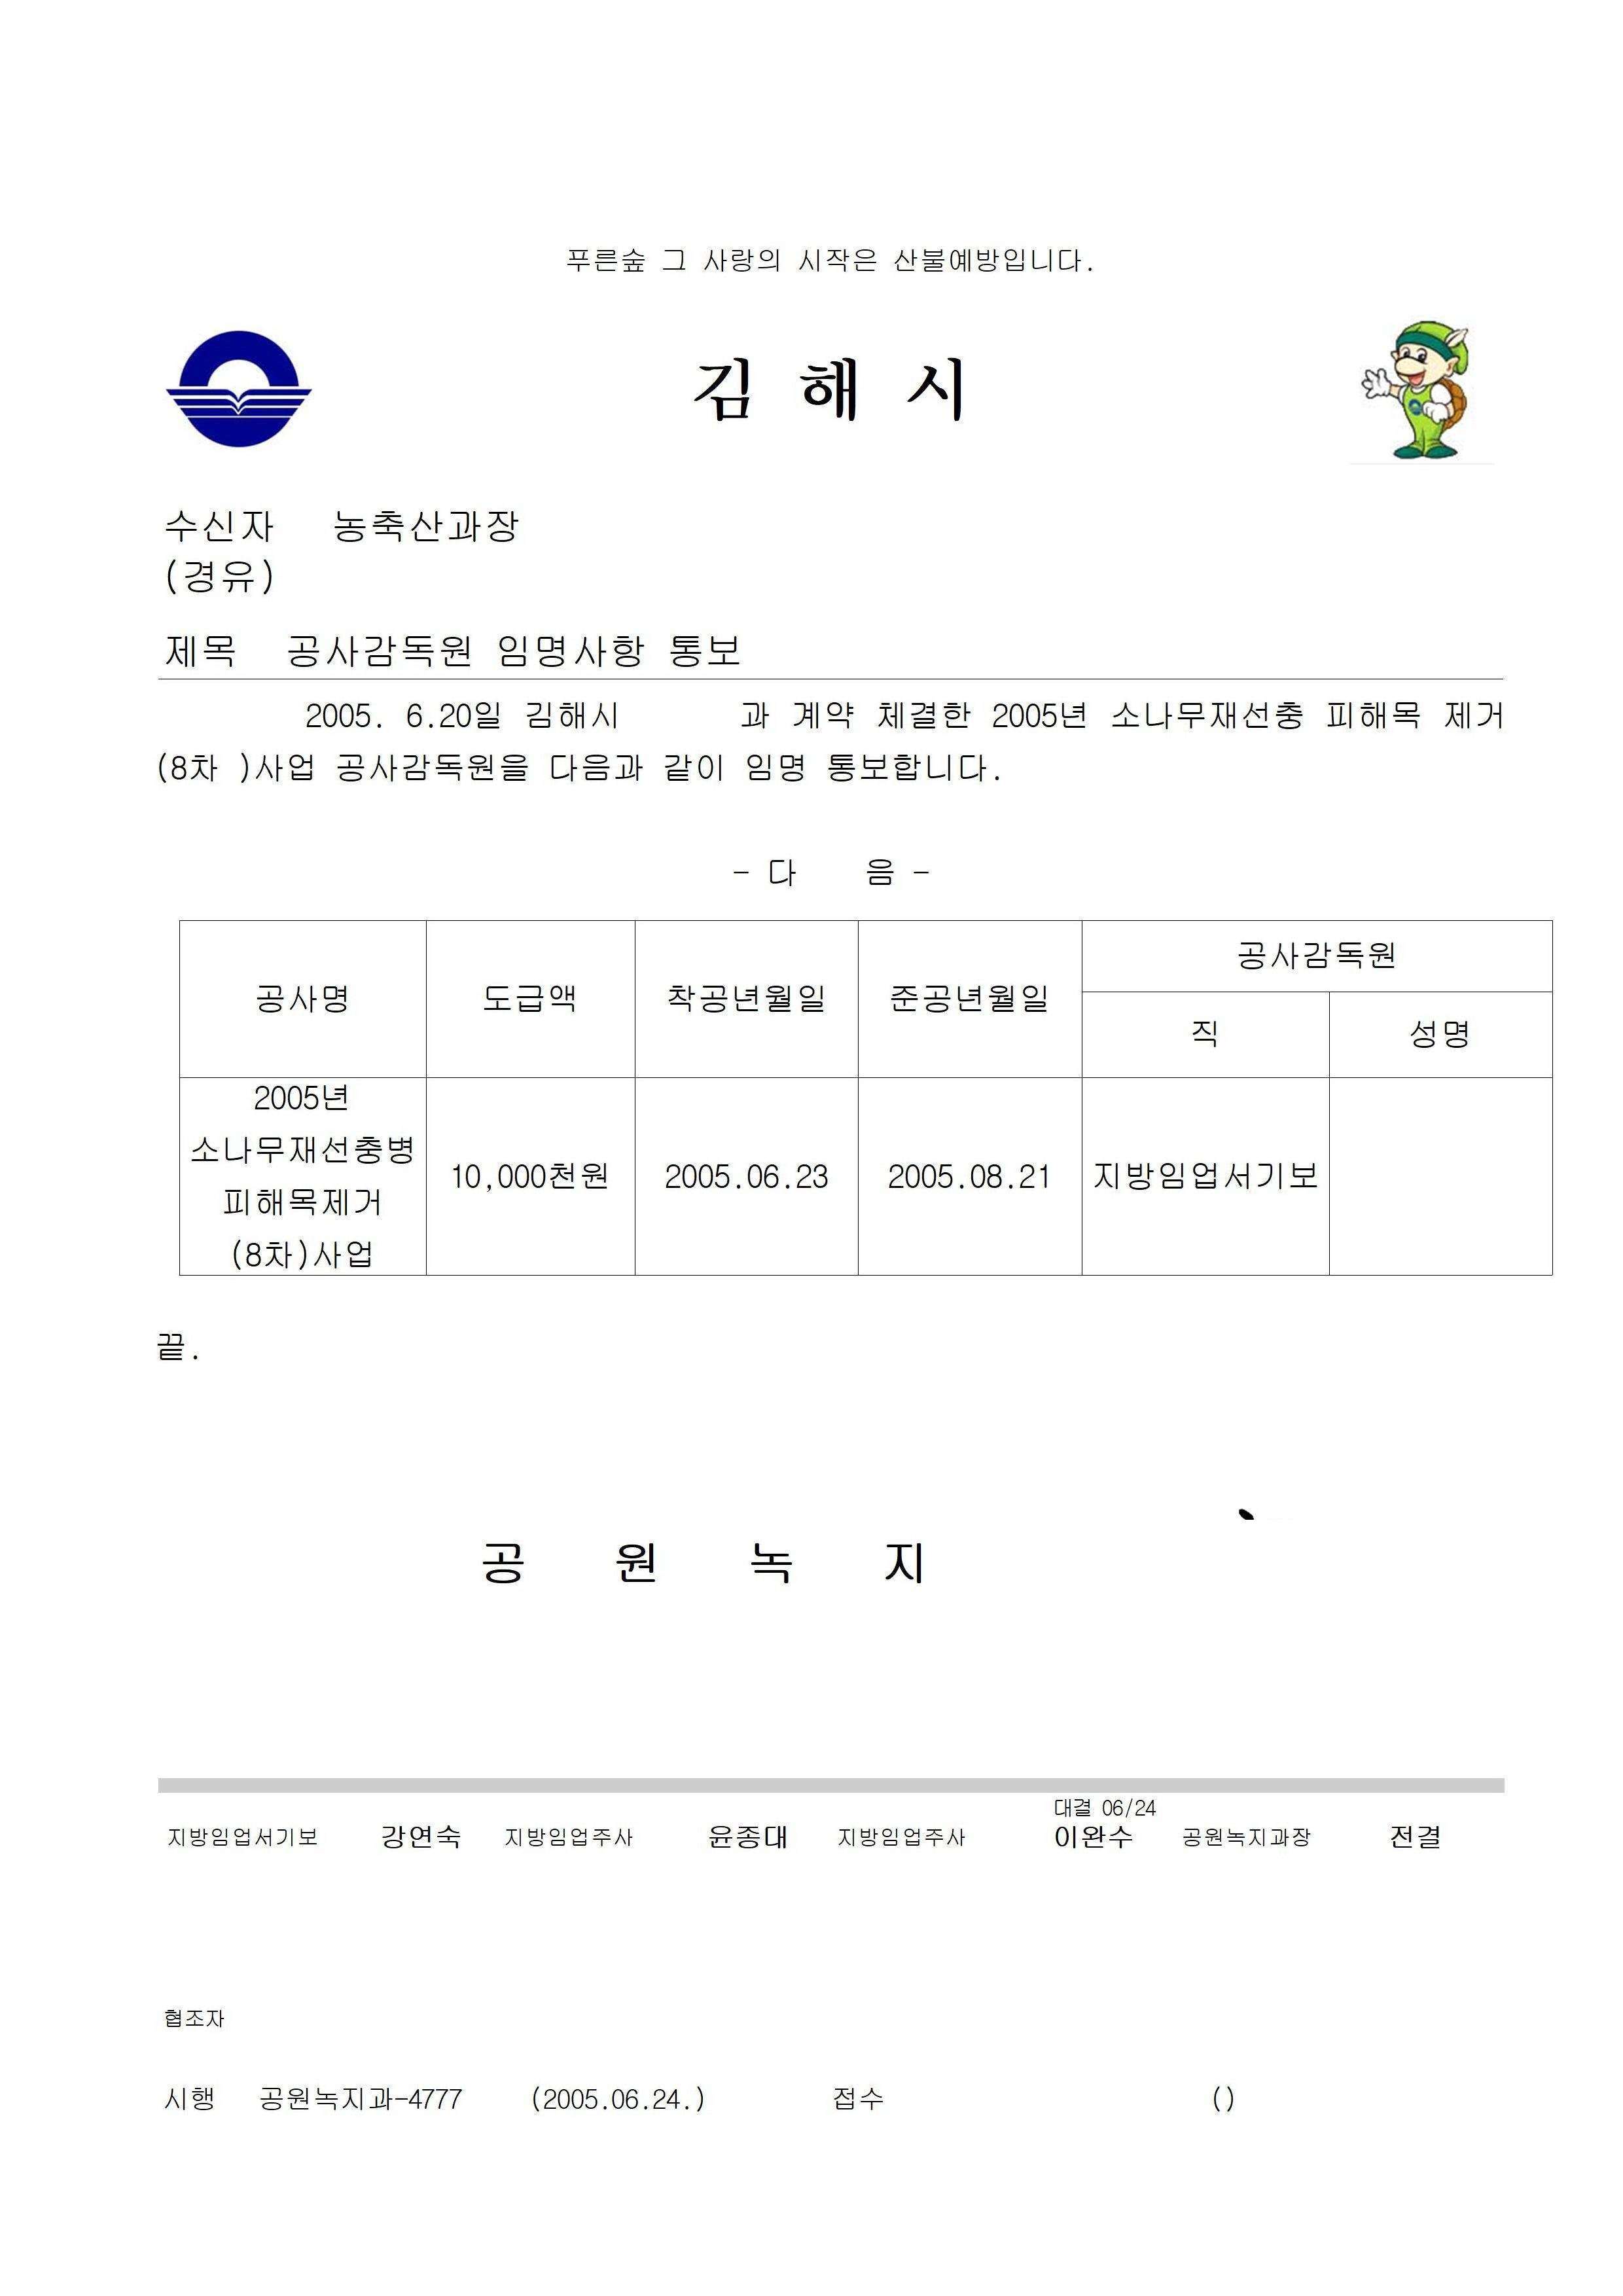 푸른숲 그 사랑의 시작은 산불예방입니다.
김 해 시
수신자 농축산과장
(경유)
제목 공사감독원 임명사항 통보
2005. 6.20일 김해시 과 계약 체결한 2005년 소나무재선충 피해목 제거
(8차 )사업 공사감독원을 다음과 같이 임명 통보합니다.
- 다 음 -
공사명 도급액 착공년월일 준공년월일 공사감독원
직 성명
2005년
소나무재선충병
피해목제거
(8차)사업
10,000천원 2005.06.23 2005.08.21 지방임업서기보
끝.
공 원 녹 지
대결 06/24
지방임업서기보 강연숙 지방임업주사 윤종대 지방임업주사 이완수 공원녹지과장 전결
협조자
시행 공원녹지과-4777 (2005.06.24.) 접수 ()